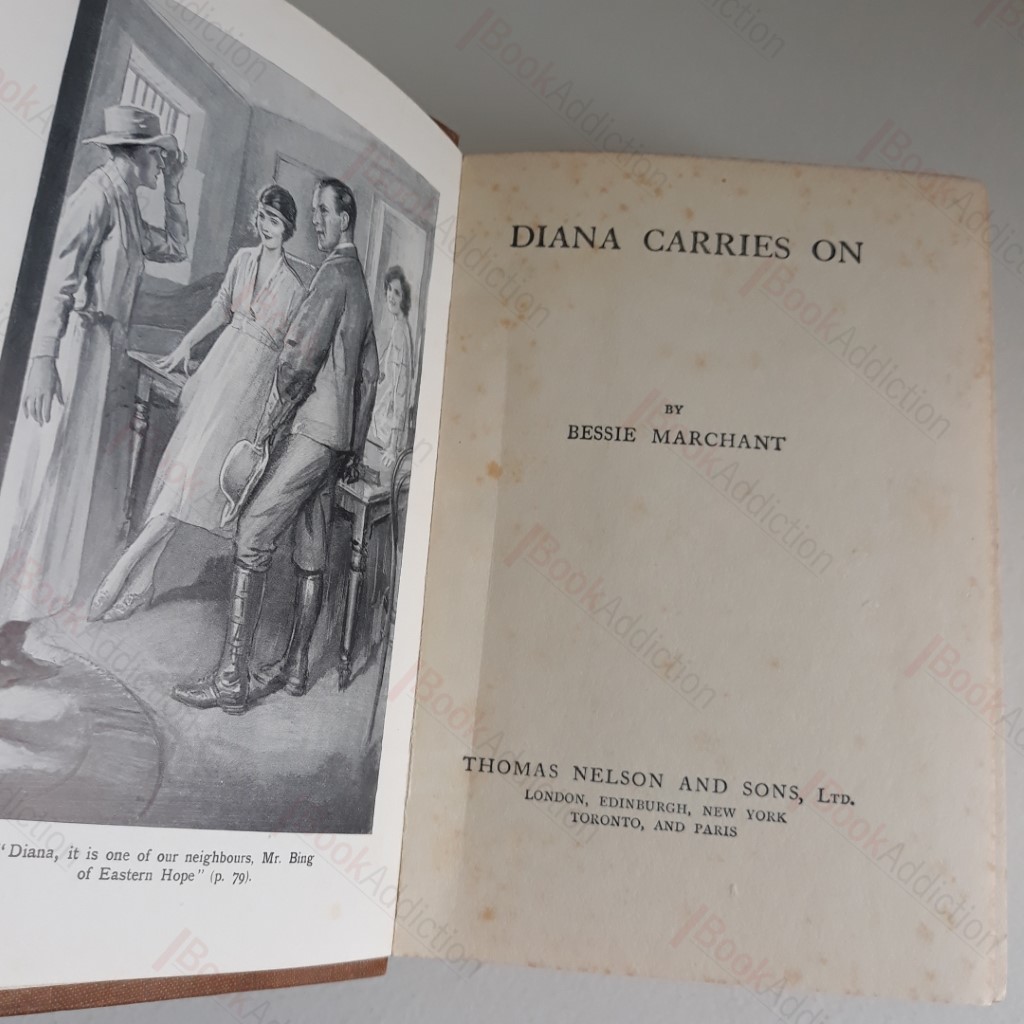 "Diana, it is one of our neighbours, Mr. Bing
of Eastern Hope" (p. 79).
DIANA CARRIES ON
BY
BESSIE MARCHANT
THOMAS NELSON AND SONS, LTD.
LONDON, EDINBURGH, NEW YORK
TORONTO, AND PARIS
BookAddiction